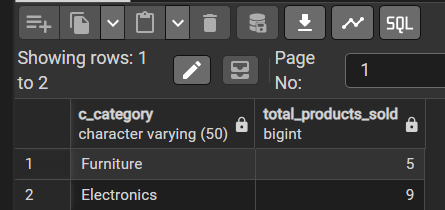 SQL
Showing rows: 1 to 2
Page No:
1
c_category
character varying (50)
total_products_sold
bigint
1 Furniture 5
2 Electronics 9